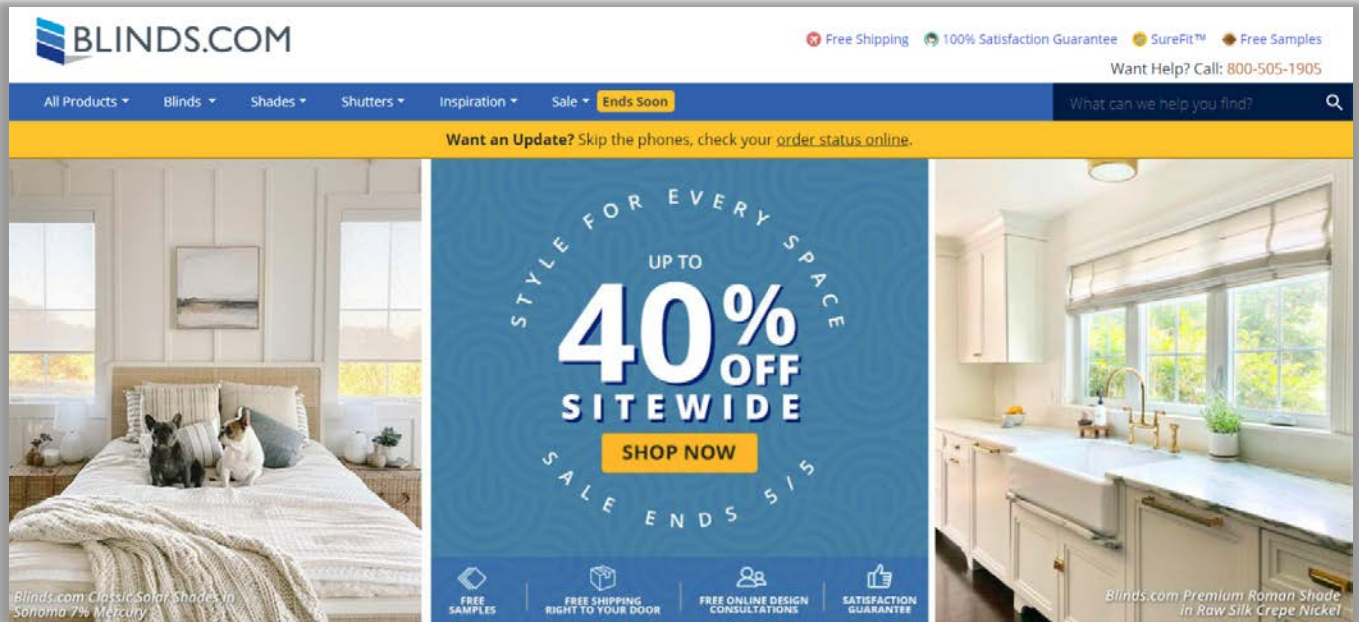 BLINDS.COM
Free Shipping 100% Satisfaction Guarantee SureFit™ Free Samples
Want Help? Call: 800-505-1905
All Products Blinds Shades Shutters Inspiration Sale Ends Soon What can we help you find?
Want an Update? Skip the phones, check your order status online.
STYLE FOR EVERY SPACE
UP TO
40% OFF
SITEWIDE
SHOP NOW
SALE ENDS 5/5
FREE SAMPLES
FREE SHIPPING RIGHT TO YOUR DOOR
FREE ONLINE DESIGN CONSULTATIONS
SATISFACTION GUARANTEE
Blinds.com Classic Solar Shades in
Sonoma 7% Mercury
Blinds.com Premium Roman Shade
in Raw Silk Crepe Nickel